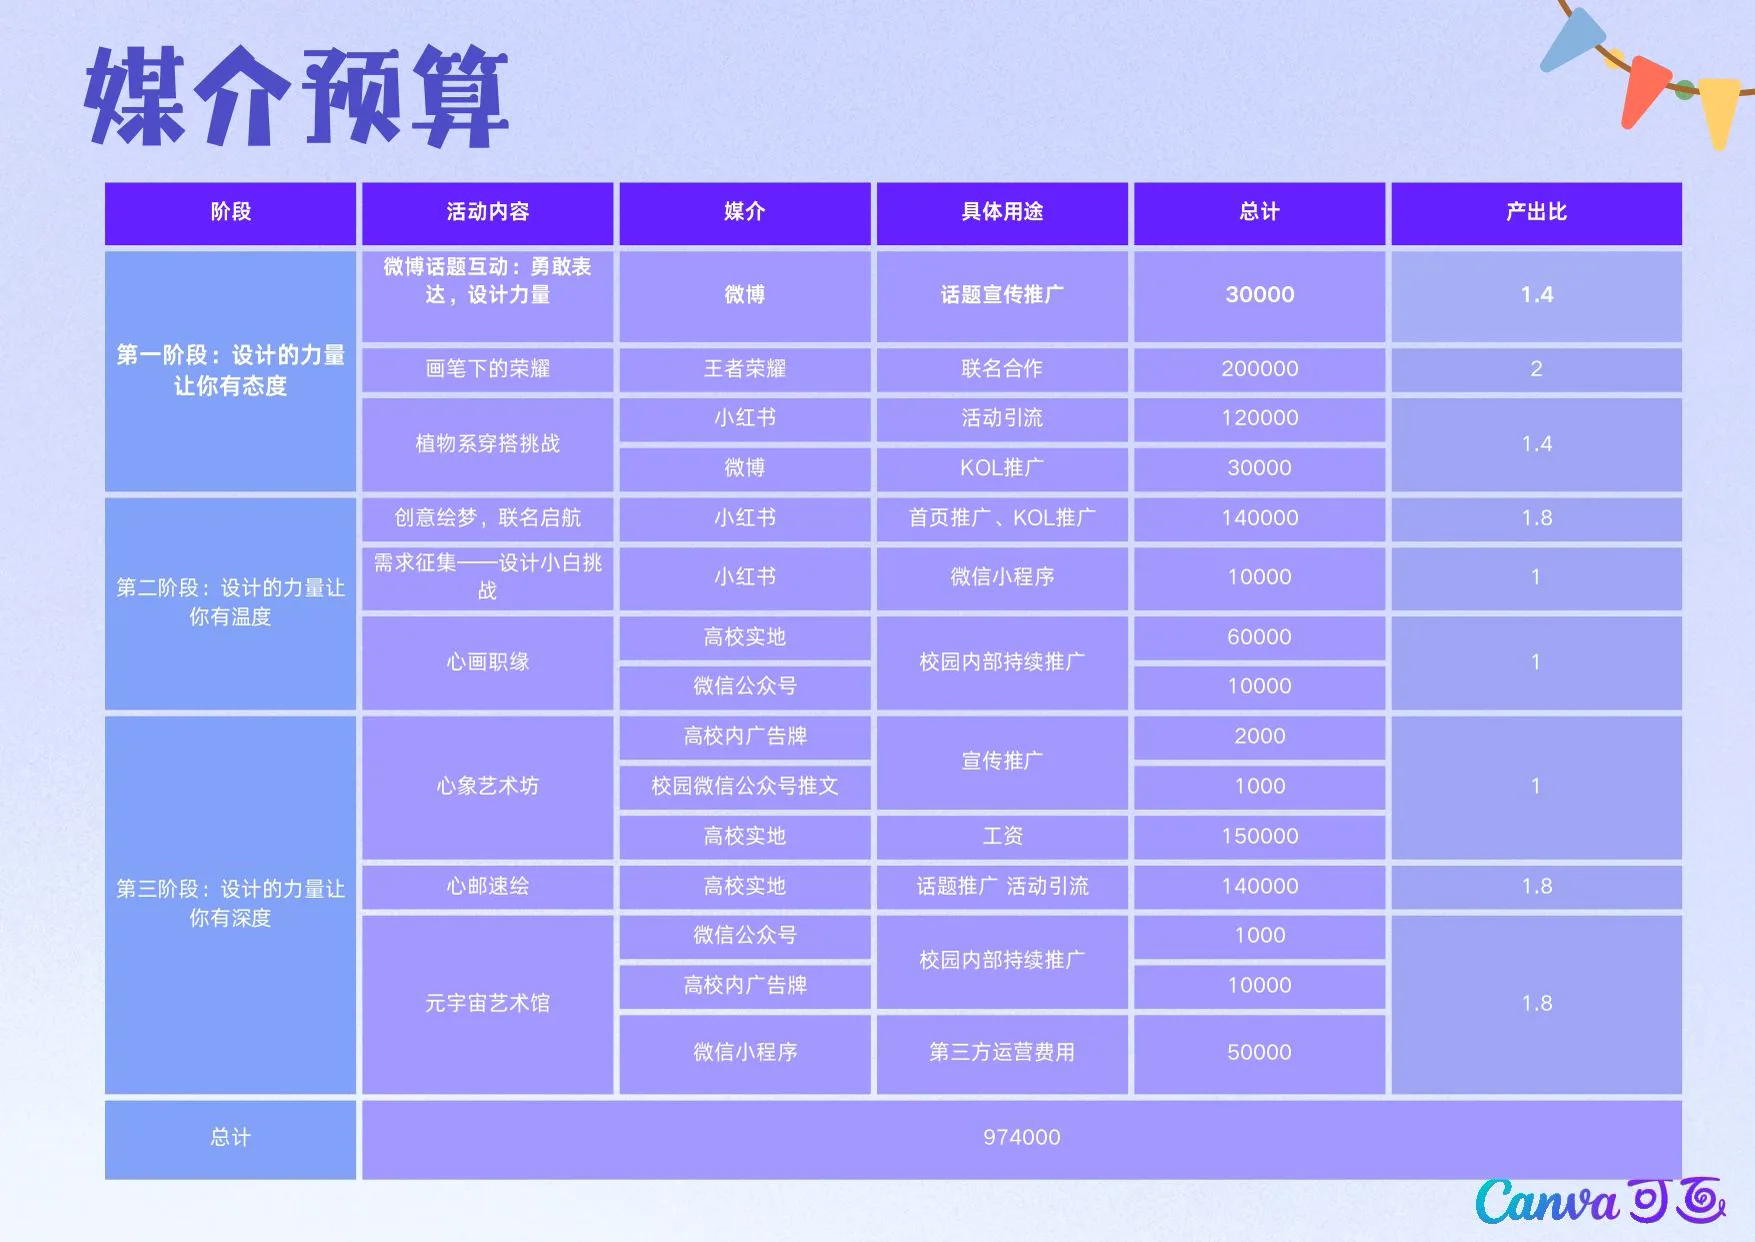 媒介预算
阶段 活动内容 媒介 具体用途 总计 产出比
第一阶段：设计的力量
让你有态度
微博话题互动：勇敢表
达，设计力量
微博 话题宣传推广 30000 1.4
画笔下的荣耀 王者荣耀 联名合作 200000 2
植物系穿搭挑战
小红书 活动引流 120000
1.4
微博 KOL推广 30000
第二阶段：设计的力量让
你有温度
创意绘梦，联名启航 小红书 首页推广、KOL推广 140000 1.8
需求征集——设计小白挑
战
小红书 微信小程序 10000 1
心画职缘
高校实地 校园内部持续推广 60000
1
微信公众号 10000
第三阶段：设计的力量让
你有深度
心象艺术坊
高校内广告牌 宣传推广 2000
校园微信公众号推文 1000
1
高校实地 工资 150000
心邮速绘 高校实地 话题推广 活动引流 140000 1.8
元宇宙艺术馆
微信公众号 校园内部持续推广 1000
高校内广告牌 10000
1.8
微信小程序 第三方运营费用 50000
总计 974000
Canva可画